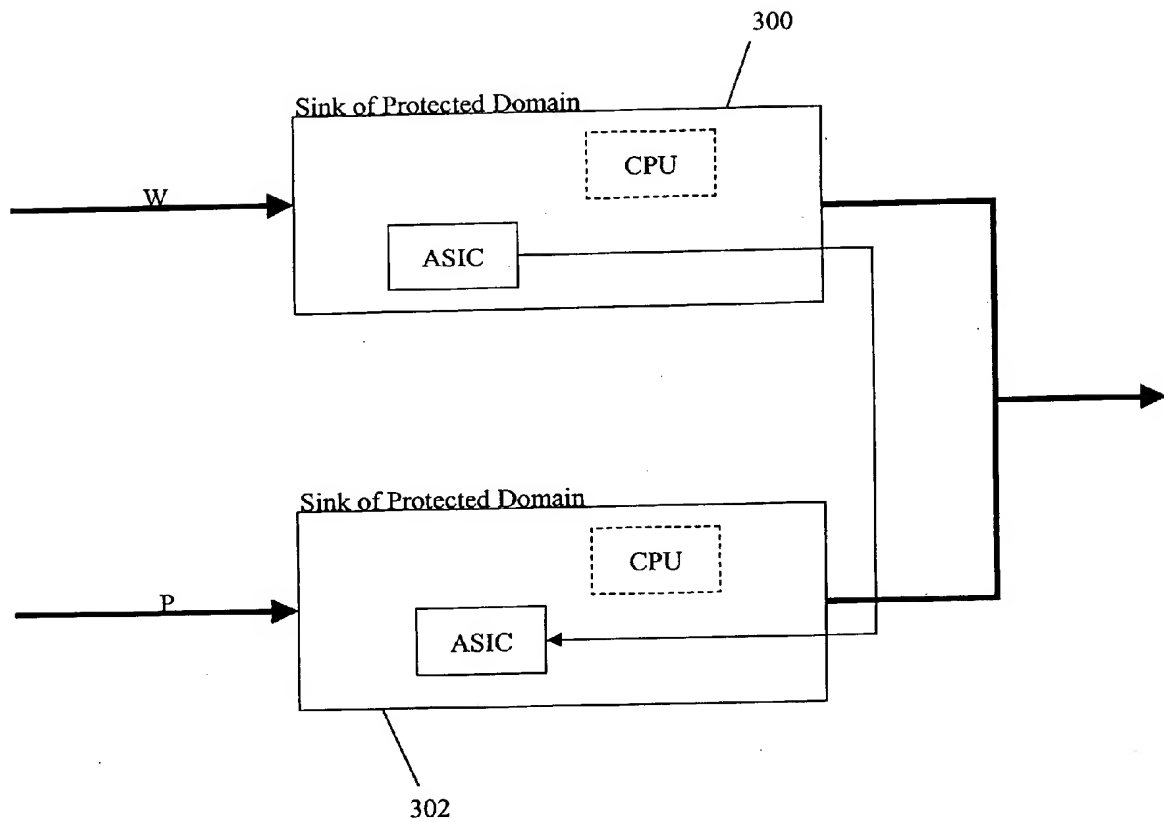 300
Sink of Protected Domain
CPU
W
ASIC
Sink of Protected Domain
CPU
P
ASIC
302